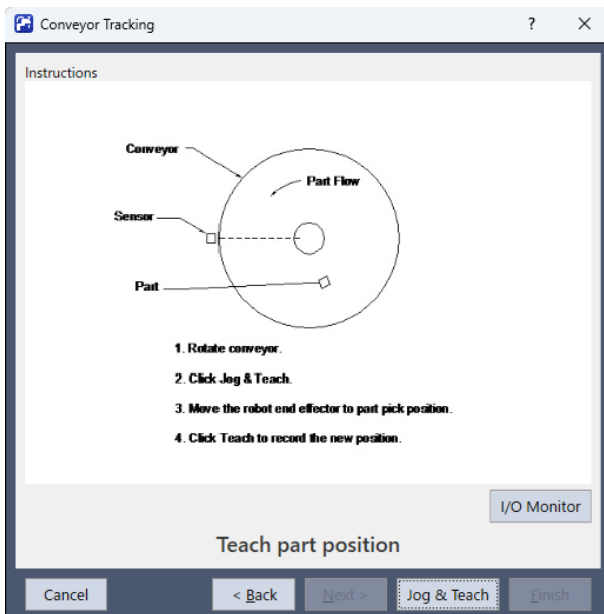 Conveyor Tracking
Instructions
Conveyor
Part Flow
Sensor
Part
1. Rotate conveyor.
2. Click Jog & Teach.
3. Move the robot end effector to part pick position.
4. Click Teach to record the new position.
I/O Monitor
Teach part position
Cancel
< Back
Next >
Jog & Teach
Finish